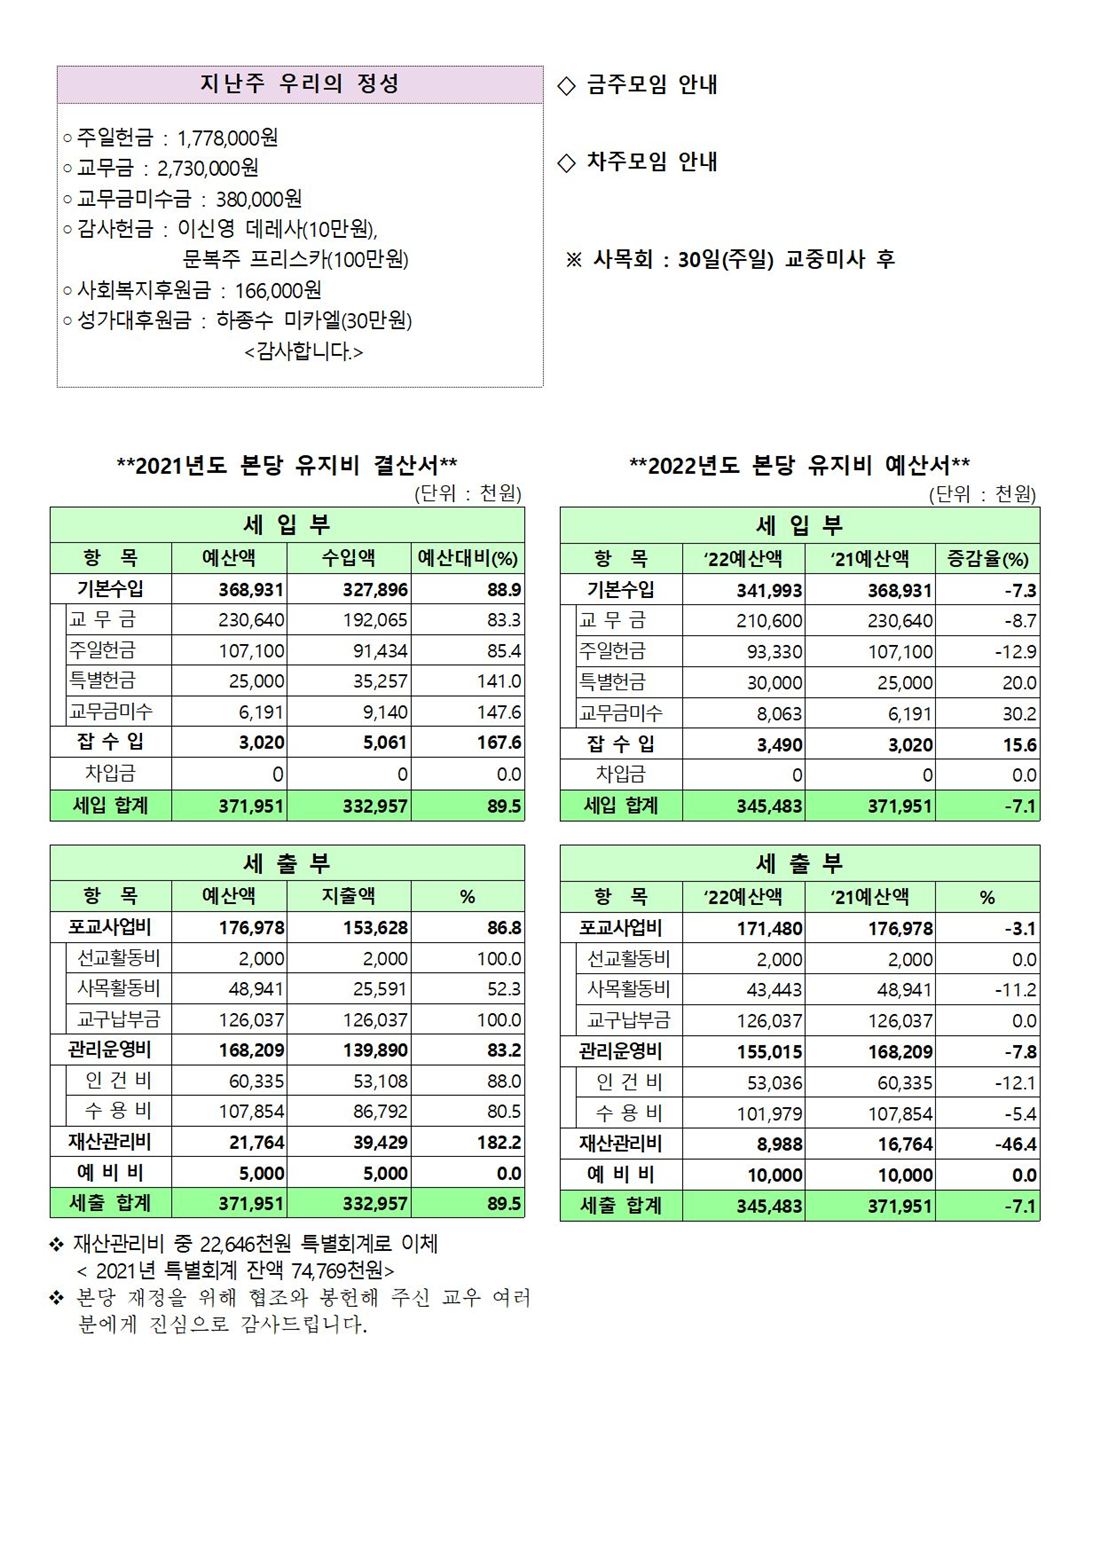 지난주 우리의 정성
○ 주일헌금 : 1,778,000원
○ 교무금 : 2,730,000원
○ 교무금미수금 : 380,000원
○ 감사헌금 : 이신영 데레사(10만원),
문복주 프리스카(100만원)
○ 사회복지후원금 : 166,000원
○ 성가대후원금 : 하종수 미카엘(30만원)
<감사합니다.>
◇ 금주모임 안내
◇ 차주모임 안내
※ 사목회 : 30일(주일) 교중미사 후
**2021년도 본당 유지비 결산서**
(단위 : 천원)
세 입 부
항 목 예산액 수입액 예산대비(%)
기본수입 368,931 327,896 88.9
교 무 금 230,640 192,065 83.3
주일헌금 107,100 91,434 85.4
특별헌금 25,000 35,257 141.0
교무금미수 6,191 9,140 147.6
잡 수 입 3,020 5,061 167.6
차입금 0 0 0.0
세입 합계 371,951 332,957 89.5
세 출 부
항 목 예산액 지출액 %
포교사업비 176,978 153,628 86.8
선교활동비 2,000 2,000 100.0
사목활동비 48,941 25,591 52.3
교구납부금 126,037 126,037 100.0
관리운영비 168,209 139,890 83.2
인 건 비 60,335 53,108 88.0
수 용 비 107,854 86,792 80.5
재산관리비 21,764 39,429 182.2
예 비 비 5,000 5,000 0.0
세출 합계 371,951 332,957 89.5
❖ 재산관리비 중 22,646천원 특별회계로 이체
< 2021년 특별회계 잔액 74,769천원>
❖ 본당 재정을 위해 협조와 봉헌해 주신 교우 여러
분에게 진심으로 감사드립니다.
**2022년도 본당 유지비 예산서**
(단위 : 천원)
세 입 부
항 목 ‘22예산액 ‘21예산액 증감율(%)
기본수입 341,993 368,931 -7.3
교 무 금 210,600 230,640 -8.7
주일헌금 93,330 107,100 -12.9
특별헌금 30,000 25,000 20.0
교무금미수 8,063 6,191 30.2
잡 수 입 3,490 3,020 15.6
차입금 0 0 0.0
세입 합계 345,483 371,951 -7.1
세 출 부
항 목 ‘22예산액 ‘21예산액 %
포교사업비 171,480 176,978 -3.1
선교활동비 2,000 2,000 0.0
사목활동비 43,443 48,941 -11.2
교구납부금 126,037 126,037 0.0
관리운영비 155,015 168,209 -7.8
인 건 비 53,036 60,335 -12.1
수 용 비 101,979 107,854 -5.4
재산관리비 8,988 16,764 -46.4
예 비 비 10,000 10,000 0.0
세출 합계 345,483 371,951 -7.1